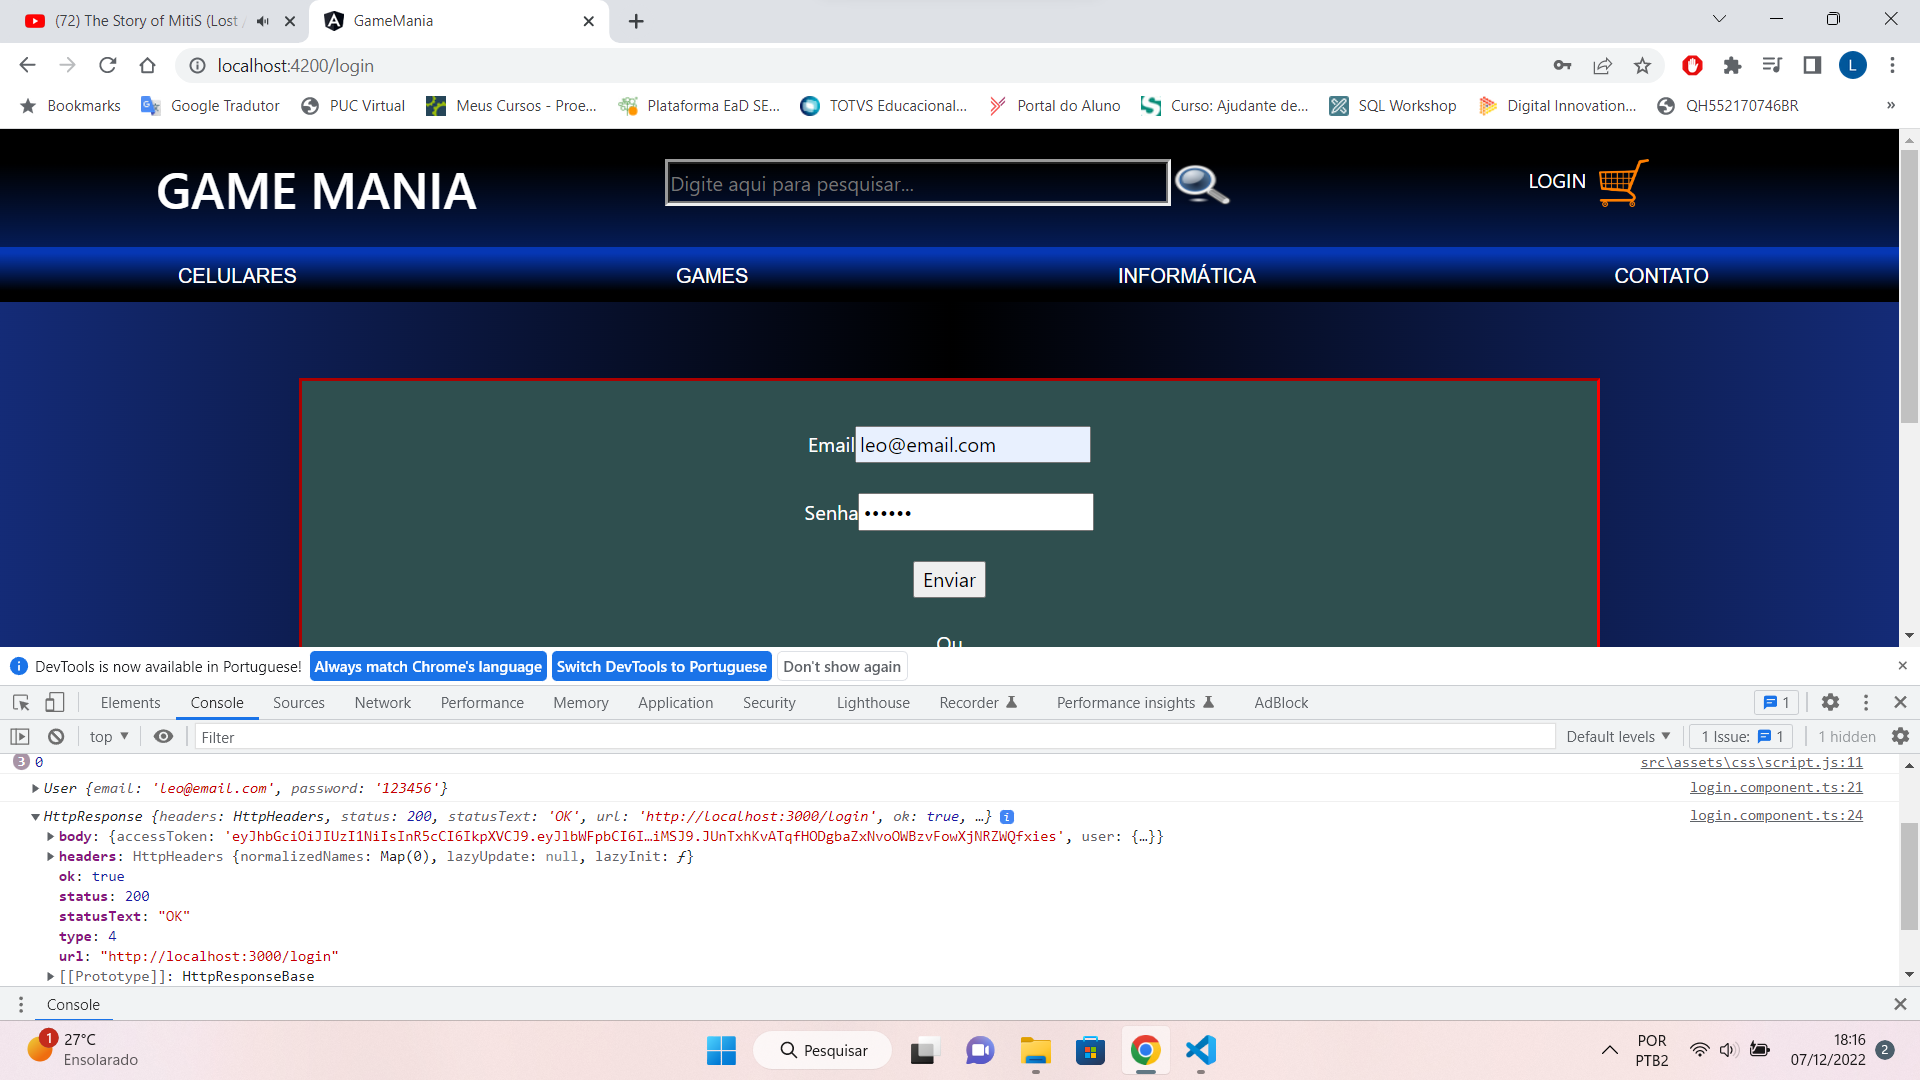 (72) The Story of MitiS (Lost
GameMania
localhost:4200/login
L
Bookmarks
Google Tradutor
PUC Virtual
Meus Cursos - Proe...
Plataforma EaD SE...
TOTVS Educacional...
Portal do Aluno
Curso: Ajudante de...
SQL Workshop
Digital Innovation...
QH552170746BR
»
GAME MANIA
Digite aqui para pesquisar...
LOGIN
CELULARES
GAMES
INFORMÁTICA
CONTATO
Email
leo@email.com
Senha
••••••
Enviar
Ou
DevTools is now available in Portuguese!
Always match Chrome's language
Switch DevTools to Portuguese
Don't show again
Elements
Console
Sources
Network
Performance
Memory
Application
Security
Lighthouse
Recorder
Performance insights
AdBlock
1
top
Filter
Default levels
1 Issue: 1
1 hidden
3 0
src\assets\css\script.js:11
User {email: 'leo@email.com', password: '123456'}
login.component.ts:21
HttpResponse {headers: HttpHeaders, status: 200, statusText: 'OK', url: 'http://localhost:3000/login', ok: true, …}
login.component.ts:24
body: {accessToken: 'eyJhbGciOiJIUzI1NiIsInR5cCI6IkpXVCJ9.eyJlbWFpbCI6I…iMSJ9.JUnTxhKvATqfHODgbaZxNvoOWBzvFowXjNRZWQfxies', user: {…}}
headers: HttpHeaders {normalizedNames: Map(0), lazyUpdate: null, lazyInit: ƒ}
ok: true
status: 200
statusText: "OK"
type: 4
url: "http://localhost:3000/login"
[[Prototype]]: HttpResponseBase
Console
1
27°C
Ensolarado
Pesquisar
POR
PTB2
18:16
07/12/2022
2